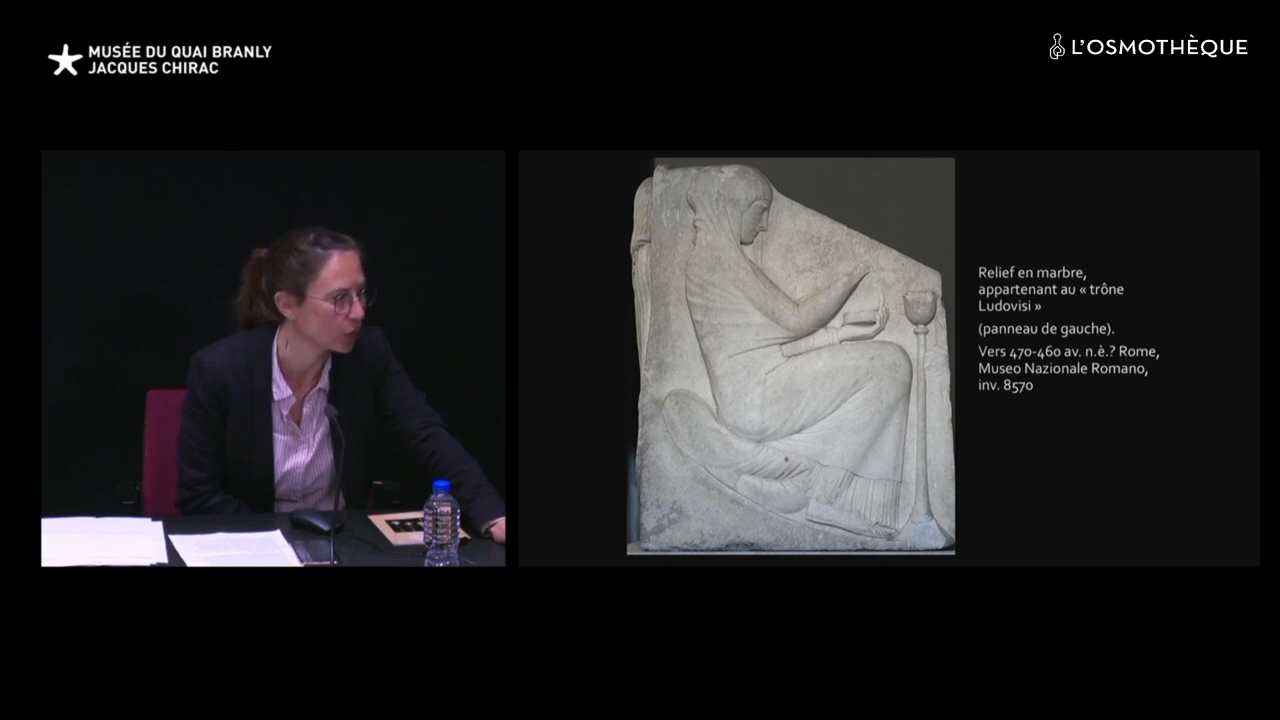 MUSÉE DU QUAI BRANLY
JACQUES CHIRAC
L'OSMOTHÈQUE
Relief en marbre,
appartenant au « trône
Ludovisi »
(panneau de gauche).
Vers 470-460 av. n.è.? Rome,
Museo Nazionale Romano,
inv. 8570